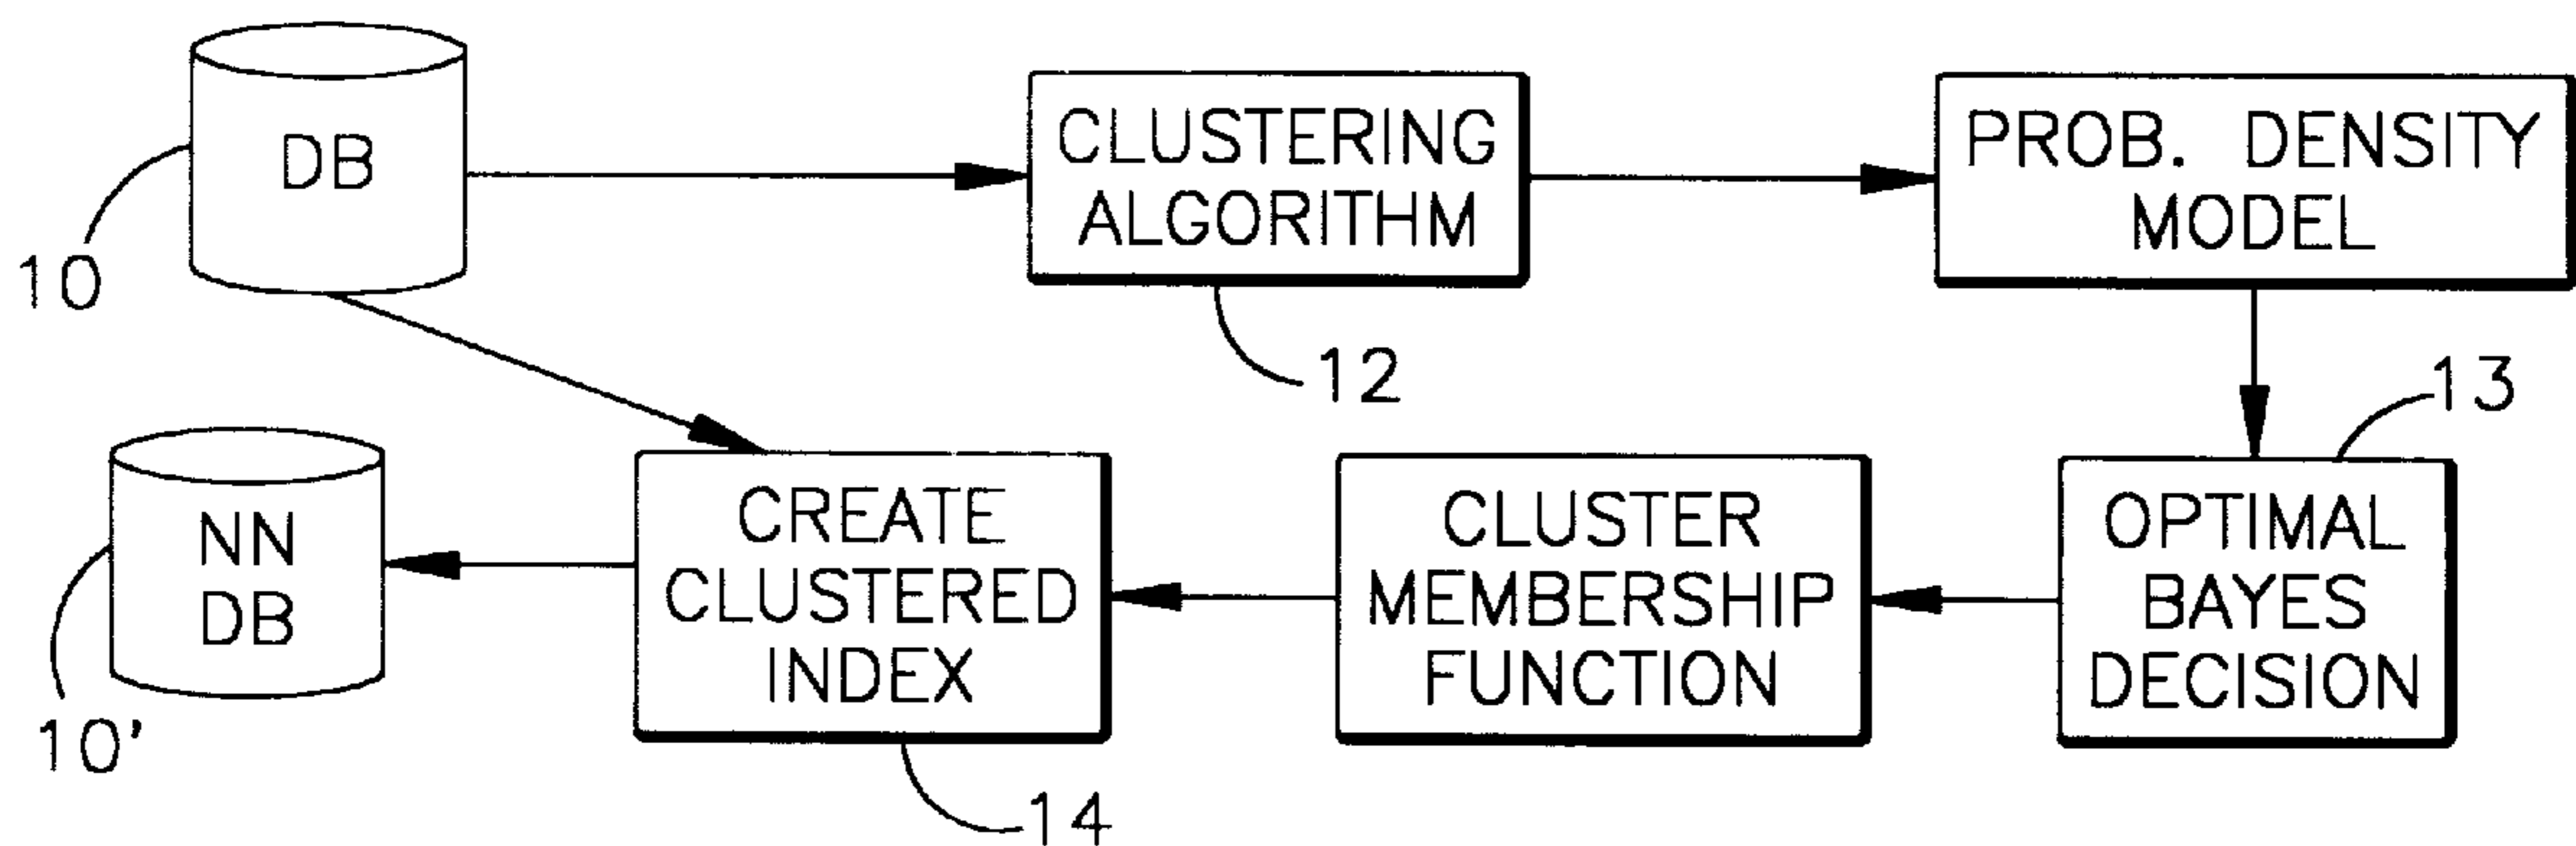 DB
CLUSTERING
ALGORITHM
PROB. DENSITY
MODEL
10
12
13
NN
DB
CREATE
CLUSTERED
INDEX
CLUSTER
MEMBERSHIP
FUNCTION
OPTIMAL
BAYES
DECISION
10'
14